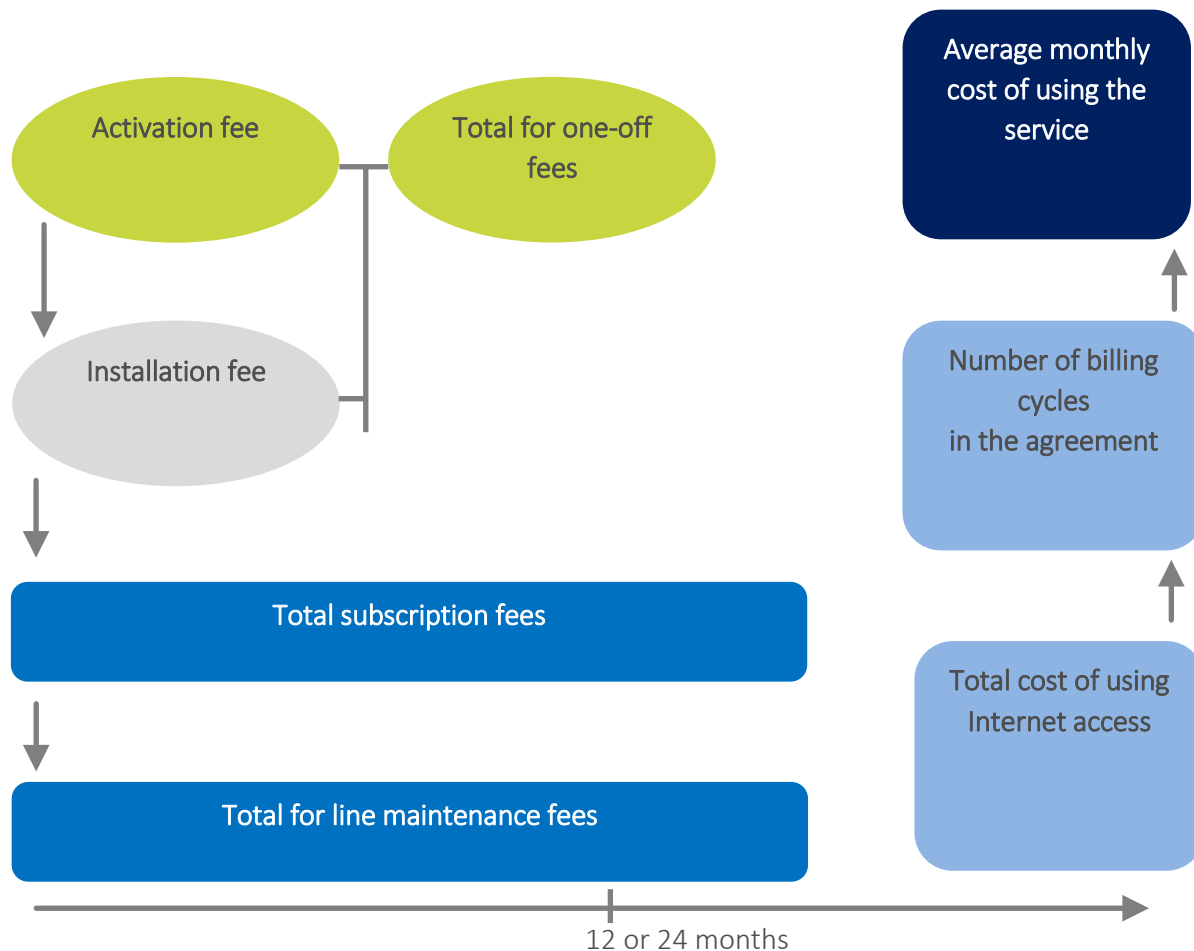 Activation fee
Total for one-off
fees
Installation fee
Total subscription fees
Total for line maintenance fees
Average monthly
cost of using the
service
Number of billing
cycles
in the agreement
Total cost of using
Internet access
12 or 24 months